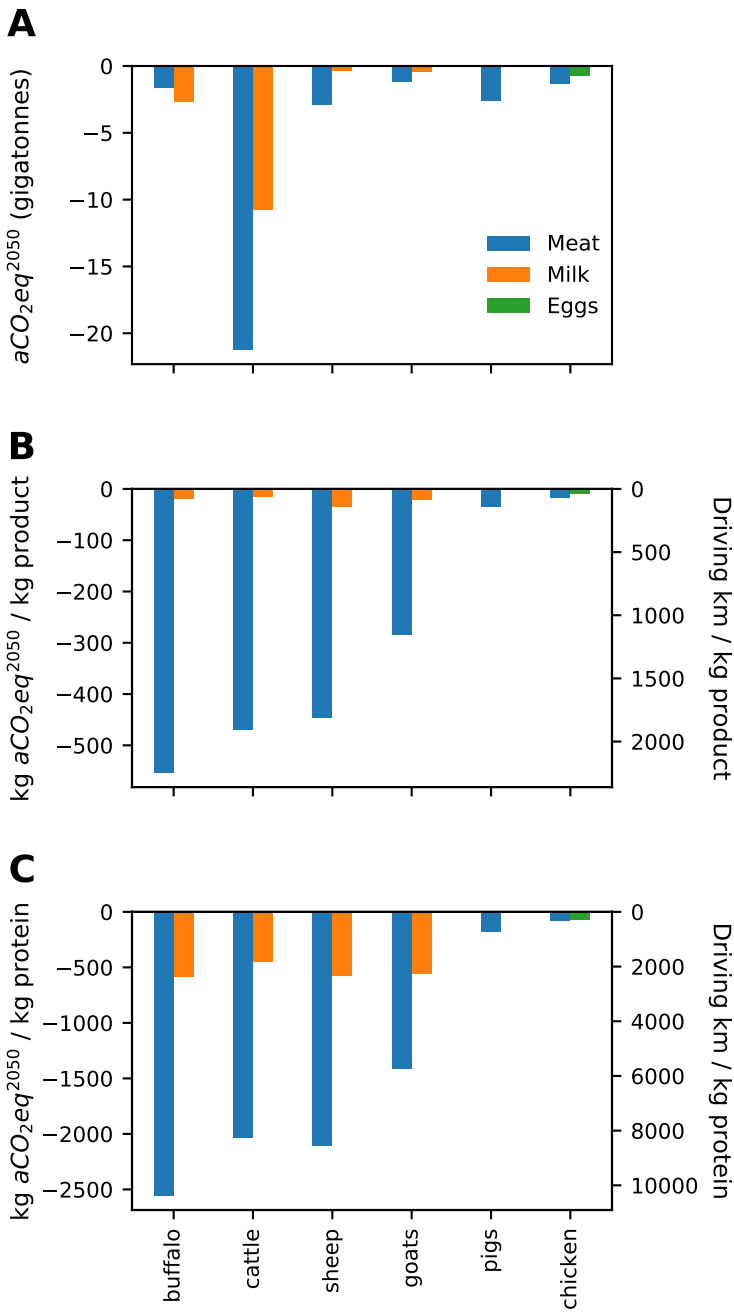 A
aCO₂eq²⁰⁵⁰ (gigatonnes)
0
−5
−10
−15
−20
Meat
Milk
Eggs
B
kg aCO₂eq²⁰⁵⁰ / kg product
0
−100
−200
−300
−400
−500
0
500
1000
1500
2000
Driving km / kg product
C
kg aCO₂eq²⁰⁵⁰ / kg protein
0
−500
−1000
−1500
−2000
−2500
0
2000
4000
6000
8000
10000
Driving km / kg protein
buffalo
cattle
sheep
goats
pigs
chicken